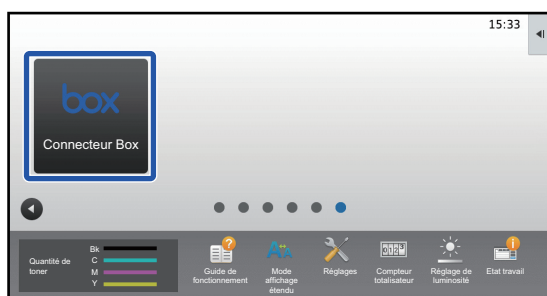 15:33
box
Connecteur Box
Quantité de
toner
Bk
C
M
Y
Guide de
fonctionnement
Mode
affichage
étendu
Réglages
Compteur
totalisateur
Réglage de
luminosité
Etat travail